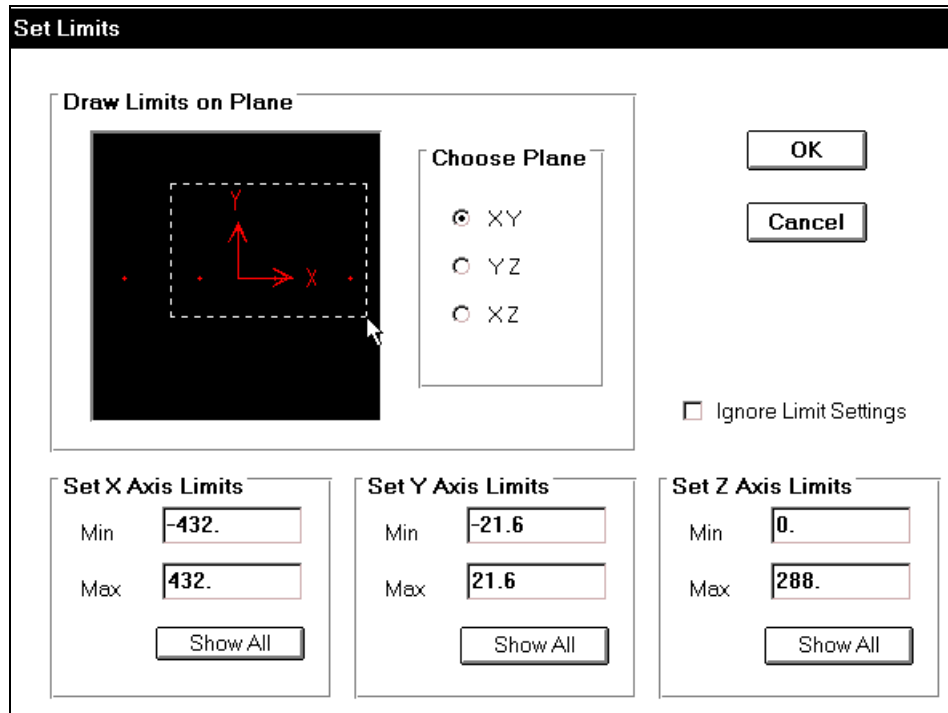 Set Limits
Draw Limits on Plane
Y
X
Choose Plane
XY
YZ
XZ
OK
Cancel
Ignore Limit Settings
Set X Axis Limits
Min -432.
Max 432.
Show All
Set Y Axis Limits
Min -21.6
Max 21.6
Show All
Set Z Axis Limits
Min 0.
Max 288.
Show All